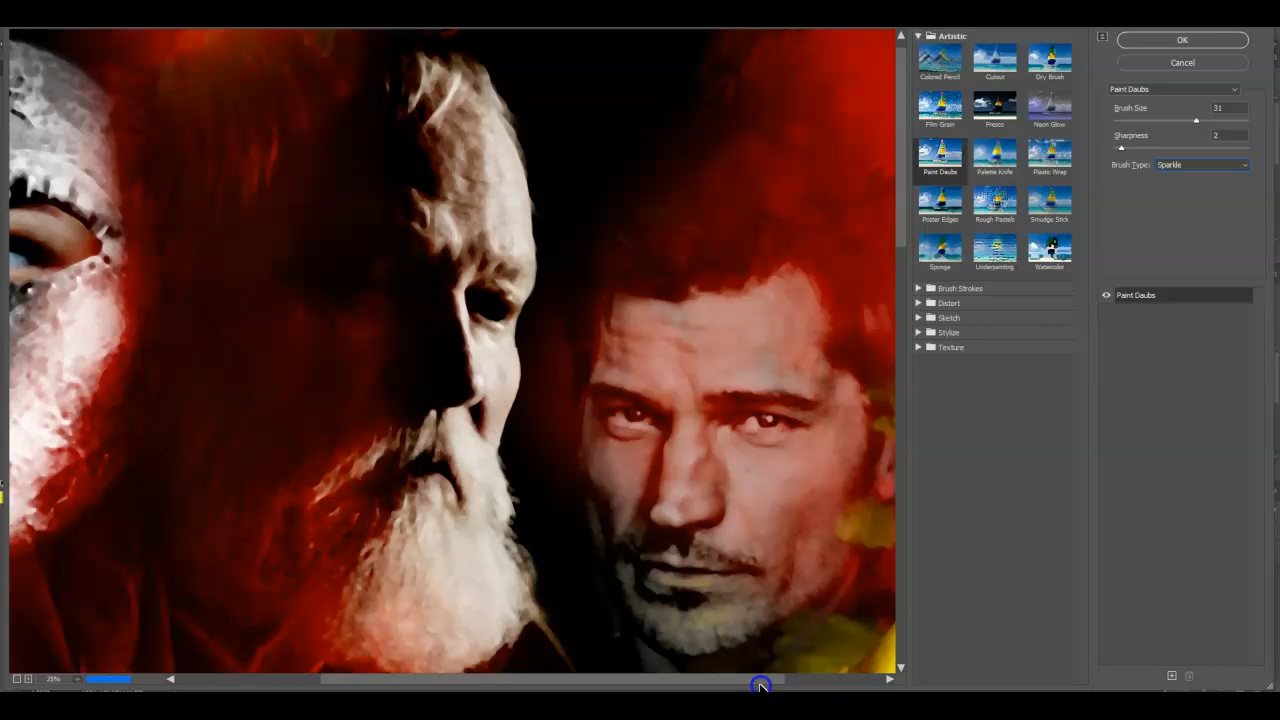 Artistic
OK
Colored Pencil
Cutout
Dry Brush
Cancel
Paint Daubs
Brush Size
31
Film Grain
Fresco
Neon Glow
Sharpness
2
Brush Type: Sparkle
Paint Daubs
Palette Knife
Plastic Wrap
Poster Edges
Rough Pastels
Smudge Stick
Sponge
Underpainting
Watercolor
Brush Strokes
Paint Daubs
Distort
Sketch
Stylize
Texture